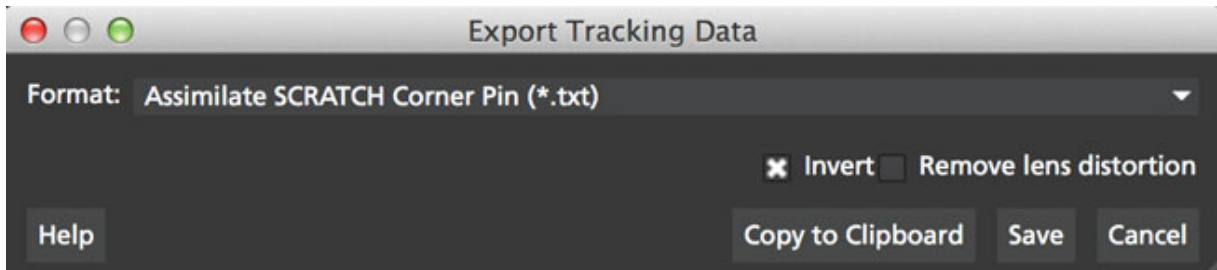 Export Tracking Data
Format: Assimilate SCRATCH Corner Pin (*.txt)
Invert Remove lens distortion
Help Copy to Clipboard Save Cancel